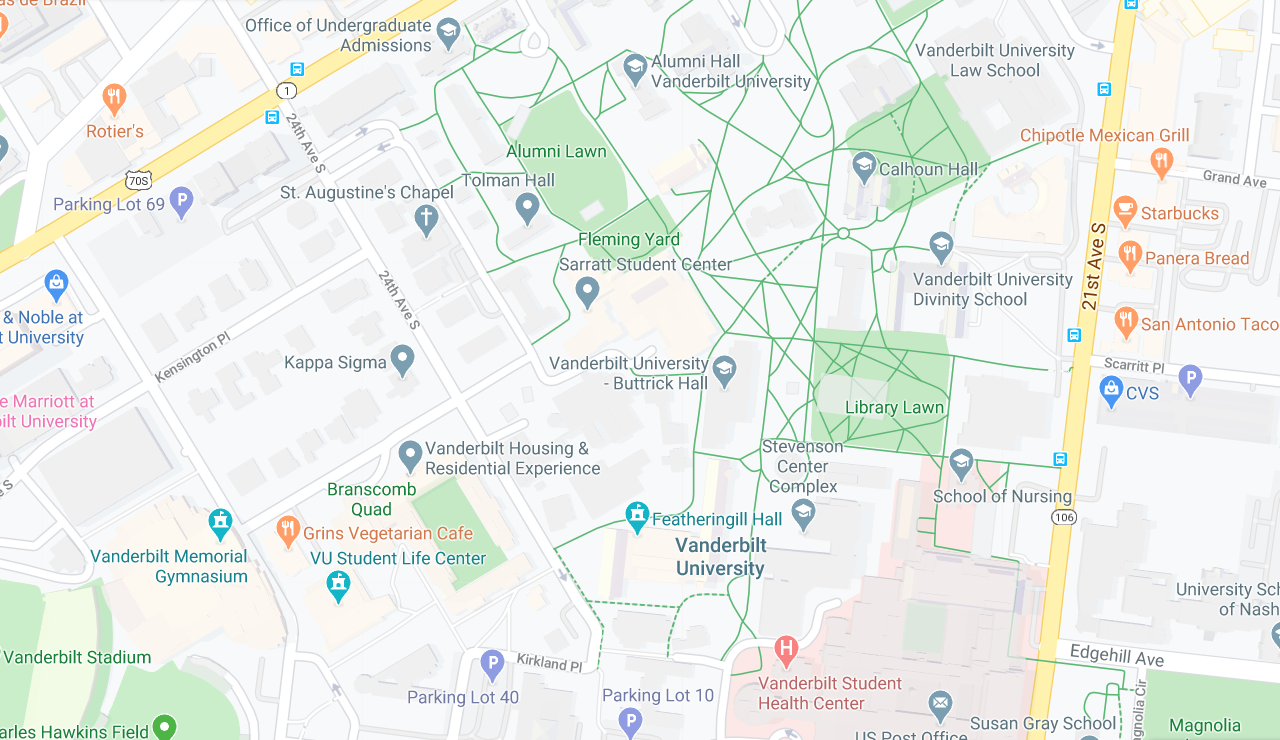 as de Brazil
Office of Undergraduate
Admissions
Alumni Hall
Vanderbilt University
Vanderbilt University
Law School
1
Rotier's
24th Ave S
Chipotle Mexican Grill
Alumni Lawn
Calhoun Hall
Grand Ave
70S
Tolman Hall
St. Augustine's Chapel
Parking Lot 69
P
Starbucks
Fleming Yard
Sarratt Student Center
21st Ave S
Panera Bread
Vanderbilt University
Divinity School
24th Ave S
& Noble at
t University
San Antonio Taco
Kensington Pl
Kappa Sigma
Vanderbilt University
- Buttrick Hall
Scarritt Pl
P
CVS
e Marriott at
bilt University
Library Lawn
Vanderbilt Housing &
Residential Experience
Stevenson
Center
Complex
e S
Branscomb
Quad
School of Nursing
Grins Vegetarian Cafe
Featheringill Hall
106
Vanderbilt Memorial
Gymnasium
VU Student Life Center
Vanderbilt
University
University Sch
of Nash
Vanderbilt Stadium
Kirkland Pl
H
Edgehill Ave
P
Parking Lot 40
Parking Lot 10
P
Vanderbilt Student
Health Center
agnolia Cir
Susan Gray School
Magnolia
arles Hawkins Field
US Post Office